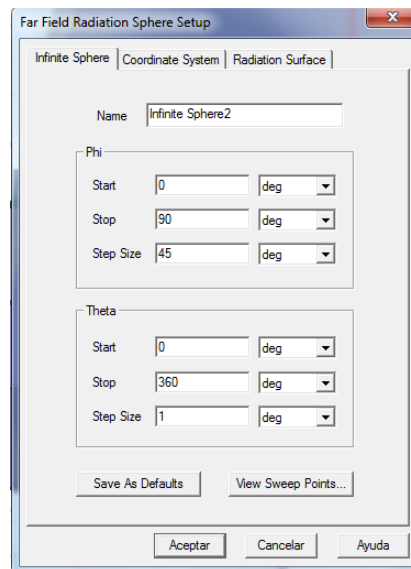 Far Field Radiation Sphere Setup
Infinite Sphere Coordinate System Radiation Surface
Name Infinite Sphere2
Phi
Start 0 deg
Stop 90 deg
Step Size 45 deg
Theta
Start 0 deg
Stop 360 deg
Step Size 1 deg
Save As Defaults View Sweep Points...
Aceptar Cancelar Ayuda